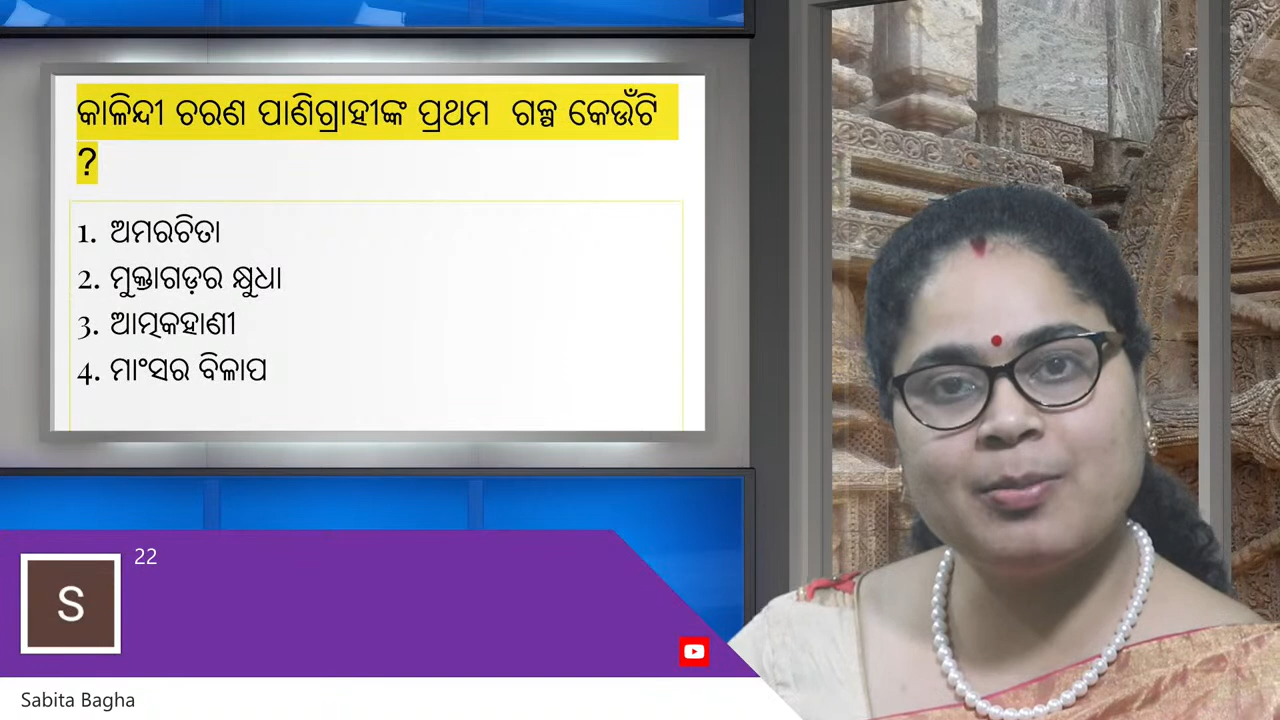 କାଳିନ୍ଦୀ ଚରଣ ପାଣିଗ୍ରାହୀଙ୍କ ପ୍ରଥମ ଗଳ୍ପ କେଉଁଟି
?
1. ଅମରଚିତା
2. ମୁକ୍ତାଗଡ଼ର କ୍ଷୁଧା
3. ଆତ୍ମକହାଣୀ
4. ମାଂସର ବିଳାପ
22
S
Sabita Bagha